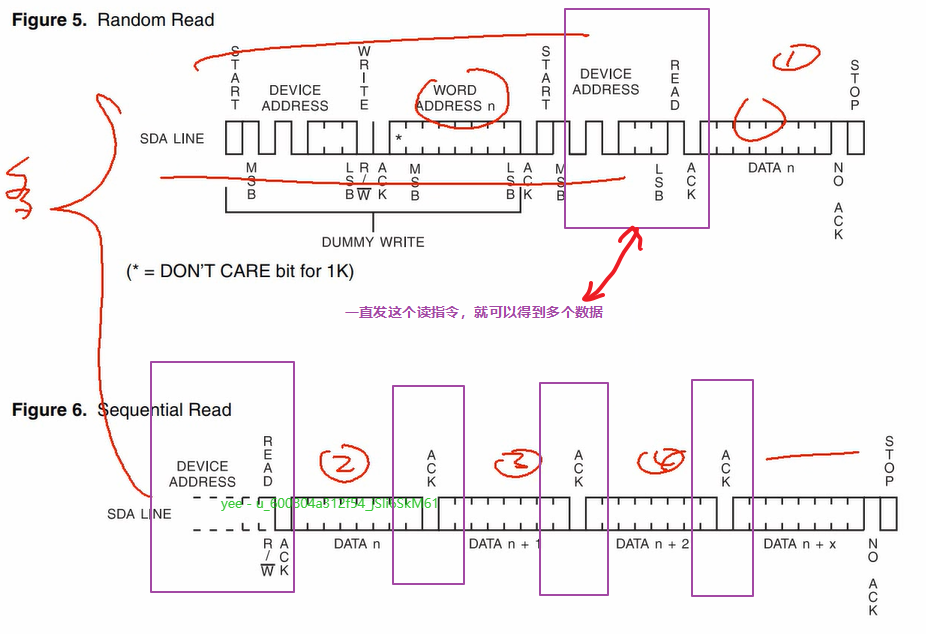 Figure 5. Random Read
START
WRITE
START
READ
STOP
DEVICE
ADDRESS
WORD
ADDRESS n
DEVICE
ADDRESS
①
SDA LINE
*
MSB
LSB
R/W
ACK
MSB
LSB
ACK
MSB
LSB
ACK
DATA n
NO ACK
DUMMY WRITE
(* = DON'T CARE bit for 1K)
一直发这个读指令，就可以得到多个数据
Figure 6. Sequential Read
READ
ACK
ACK
ACK
STOP
DEVICE
ADDRESS
②
③
④
SDA LINE
R/W
ACK
DATA n
DATA n + 1
DATA n + 2
DATA n + x
NO ACK